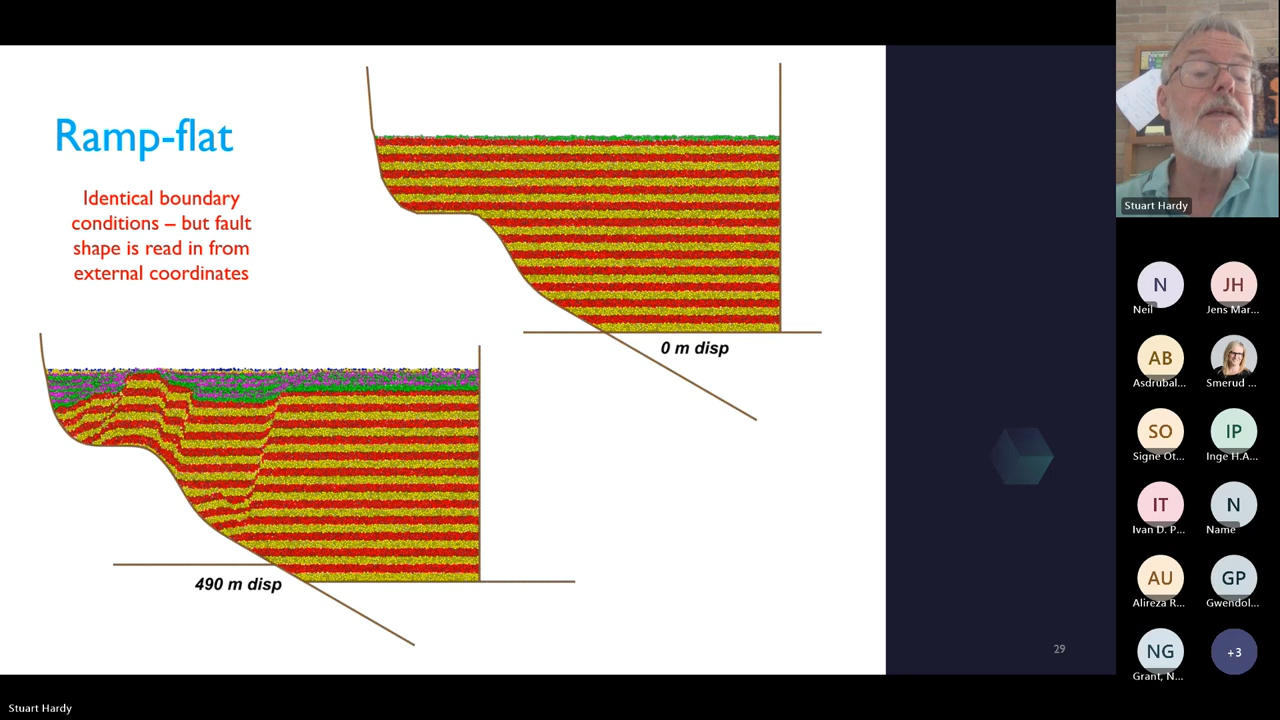 Ramp-flat
Identical boundary
conditions – but fault
shape is read in from
external coordinates
0 m disp
490 m disp
29
Stuart Hardy
N
Neil
JH
Jens Mar...
AB
Asdrubal...
Smerud ...
SO
Signe Ot...
IP
Inge H.A...
IT
Ivan D. P...
N
Name
AU
Alireza R...
GP
Gwendol...
NG
Grant, N...
+3
Stuart Hardy